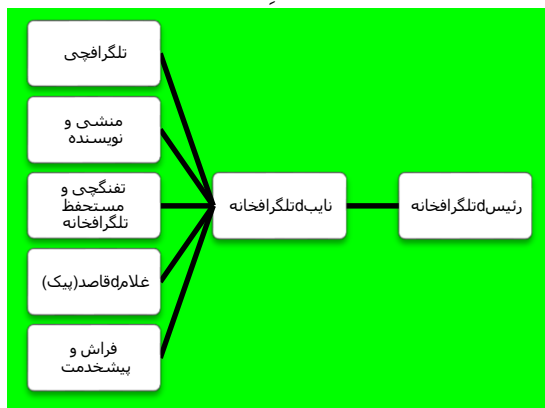 رئیسdتلگرافخانه
نایبdتلگرافخانه
تلگرافچی
منشی و
نویسنده
تفنگچی و
مستحفظ
تلگرافخانه
غلامdقاصد(پیک)
فراش و
پیشخدمت